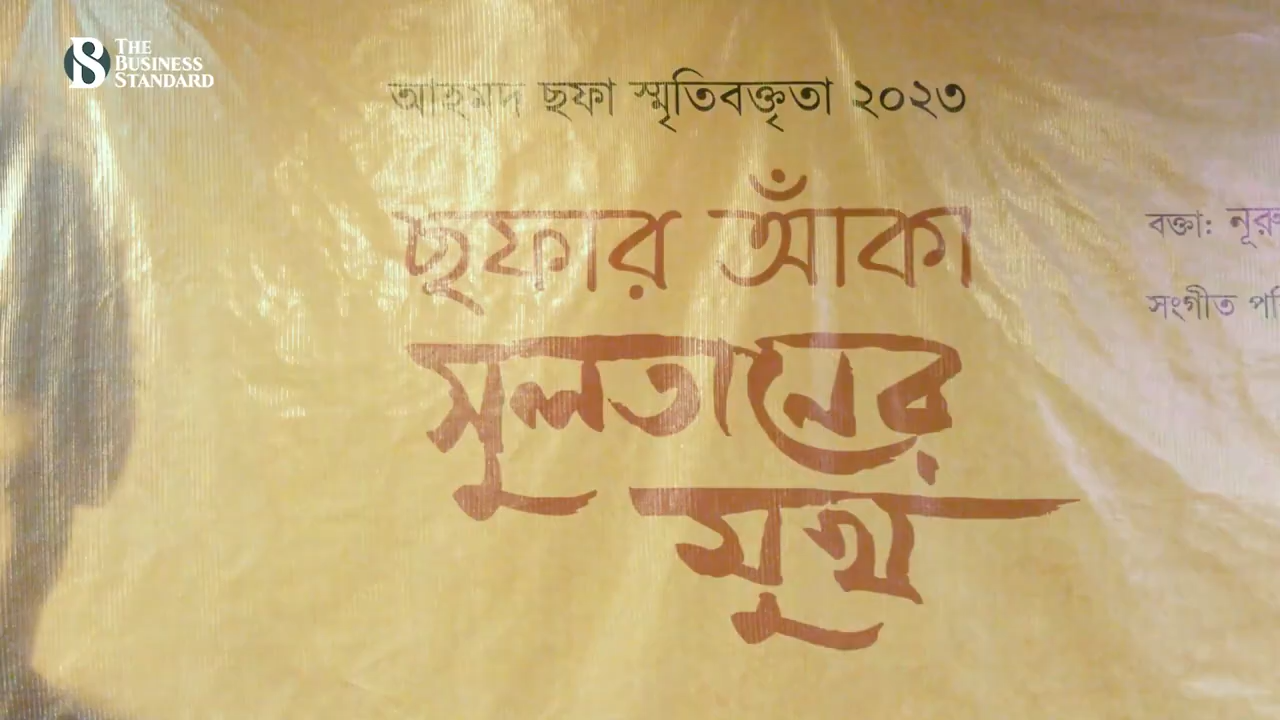 THE
BUSINESS
STANDARD
আহমদ ছফা স্মৃতিবক্তৃতা ২০২৩
ছফার আঁকা
সুলতানের
মুখ
বক্তা:
সংগীত